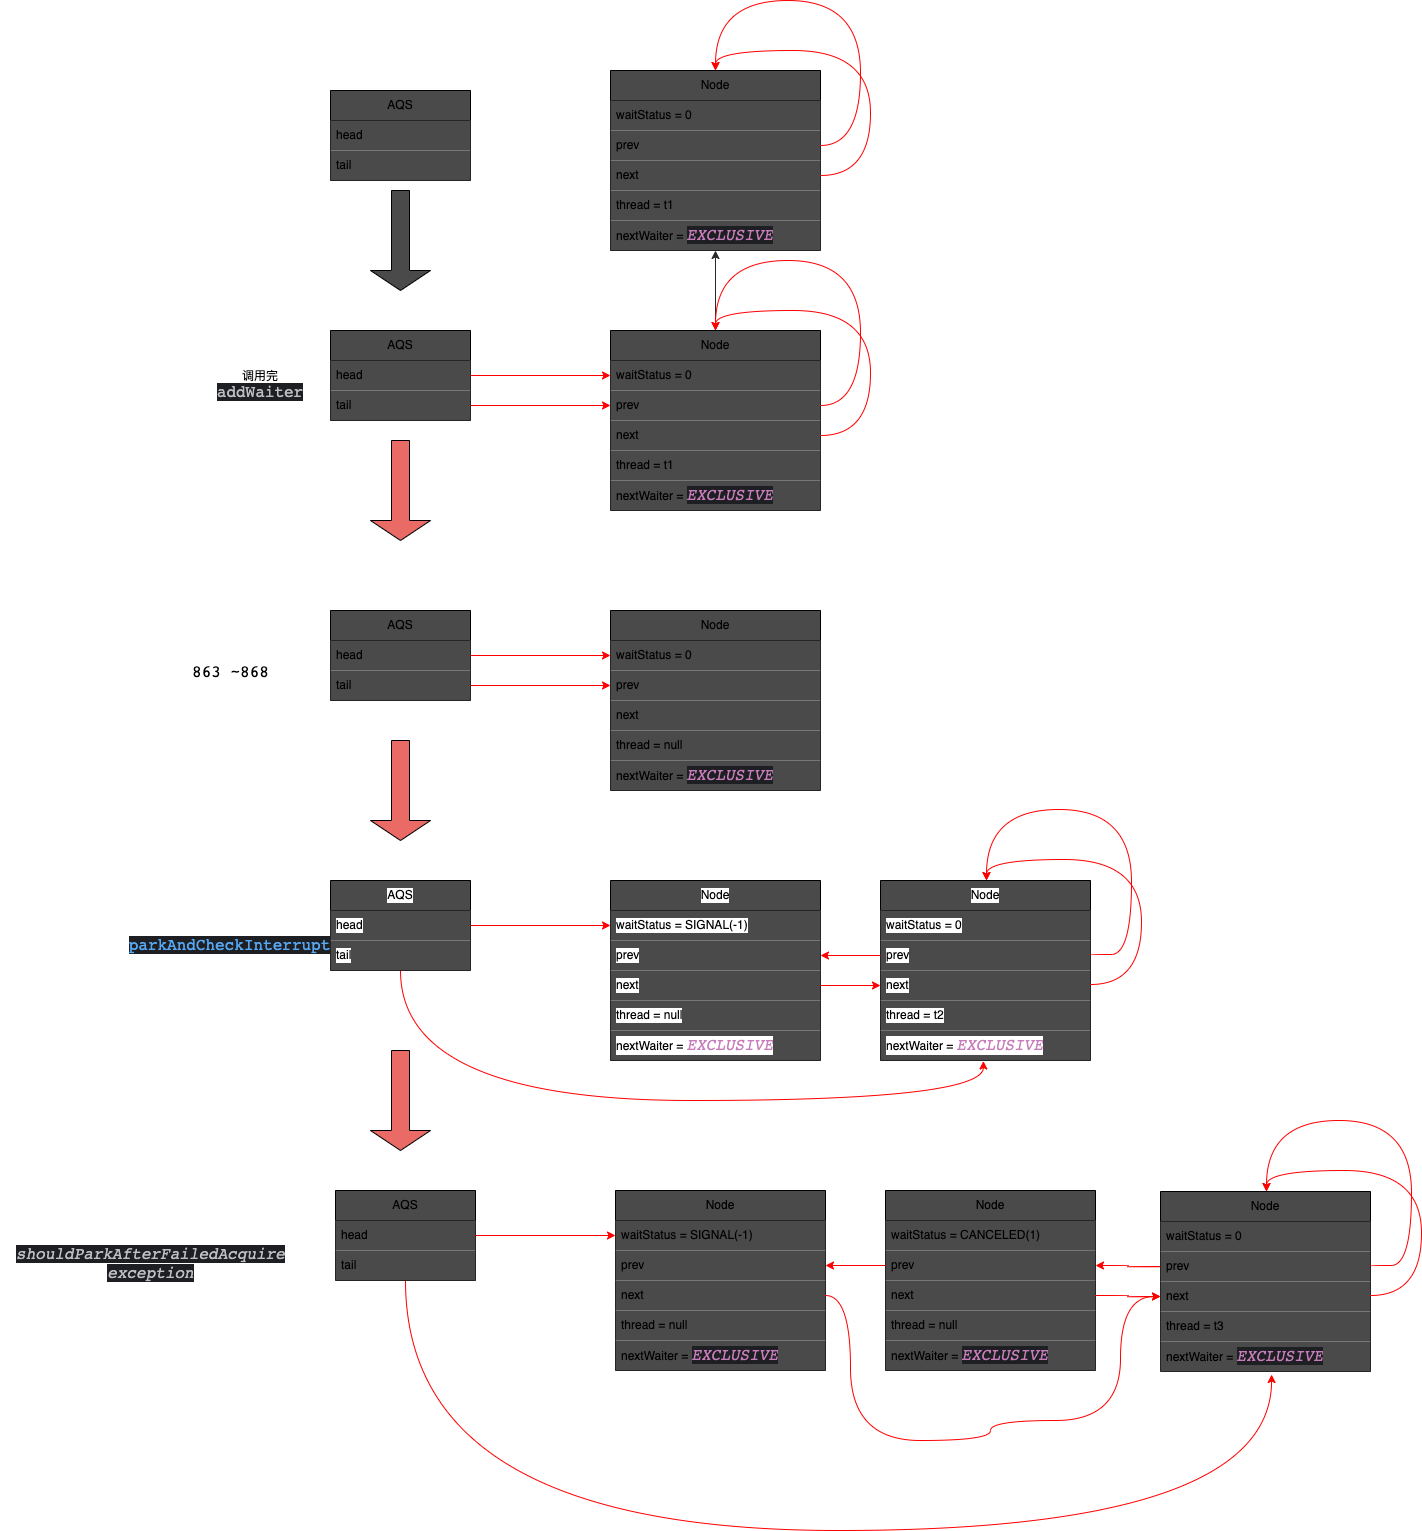 AQS
head
tail
Node
waitStatus = 0
prev
next
thread = t1
nextWaiter = EXCLUSIVE
调用完
addWaiter
AQS
head
tail
Node
waitStatus = 0
prev
next
thread = t1
nextWaiter = EXCLUSIVE
863 ~868
AQS
head
tail
Node
waitStatus = 0
prev
next
thread = null
nextWaiter = EXCLUSIVE
parkAndCheckInterrupt
AQS
head
tail
Node
waitStatus = SIGNAL(-1)
prev
next
thread = null
nextWaiter = EXCLUSIVE
Node
waitStatus = 0
prev
next
thread = t2
nextWaiter = EXCLUSIVE
shouldParkAfterFailedAcquire
exception
AQS
head
tail
Node
waitStatus = SIGNAL(-1)
prev
next
thread = null
nextWaiter = EXCLUSIVE
Node
waitStatus = CANCELED(1)
prev
next
thread = null
nextWaiter = EXCLUSIVE
Node
waitStatus = 0
prev
next
thread = t3
nextWaiter = EXCLUSIVE